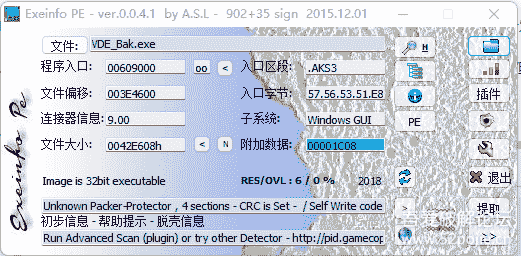 Exeinfo PE - ver.0.0.4.1 by A.S.L - 902+35 sign 2015.12.01
文件: VDE_Bak.exe
H
程序入口: 00609000 oo < 入口区段: .AKS3
文件偏移: 003E4600 入口字节: 57.56.53.51.E8 插件
连接器信息: 9.00 子系统: Windows GUI PE
文件大小: 0042E608h < N 附加数据: 00001C08
Image is 32bit executable RES/OVL : 6 / 0 % 2018 退出
Unknown Packer-Protector , 4 sections - CRC is Set - / Self Write code > 提取
初步信息 - 帮助提示 - 脱壳信息
Run Advanced Scan (plugin) or try other Detector - http://pid.gamecop >>
Exeinfo Pe